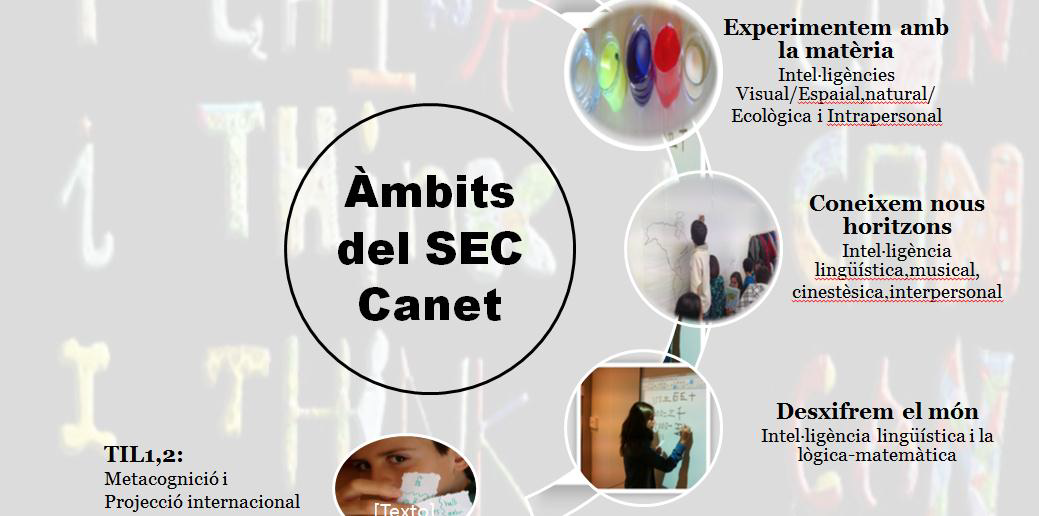 Experimentem amb
la matèria
Intel·ligències
Visual/Espaial,natural/
Ecològica i Intrapersonal
Àmbits
del SEC
Canet
Coneixem nous
horitzons
Intel·ligència
lingüística,musical,
cinestèsica,interpersonal
Desxifrem el món
Intel·ligència lingüística i la
lògica-matemàtica
TIL1,2:
Metacognició i
Projecció internacional
[Texto]